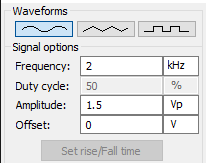 Waveforms
Signal options
Frequency: 2 kHz
Duty cycle: 50 %
Amplitude: 1.5 Vp
Offset: 0 V
Set rise/Fall time